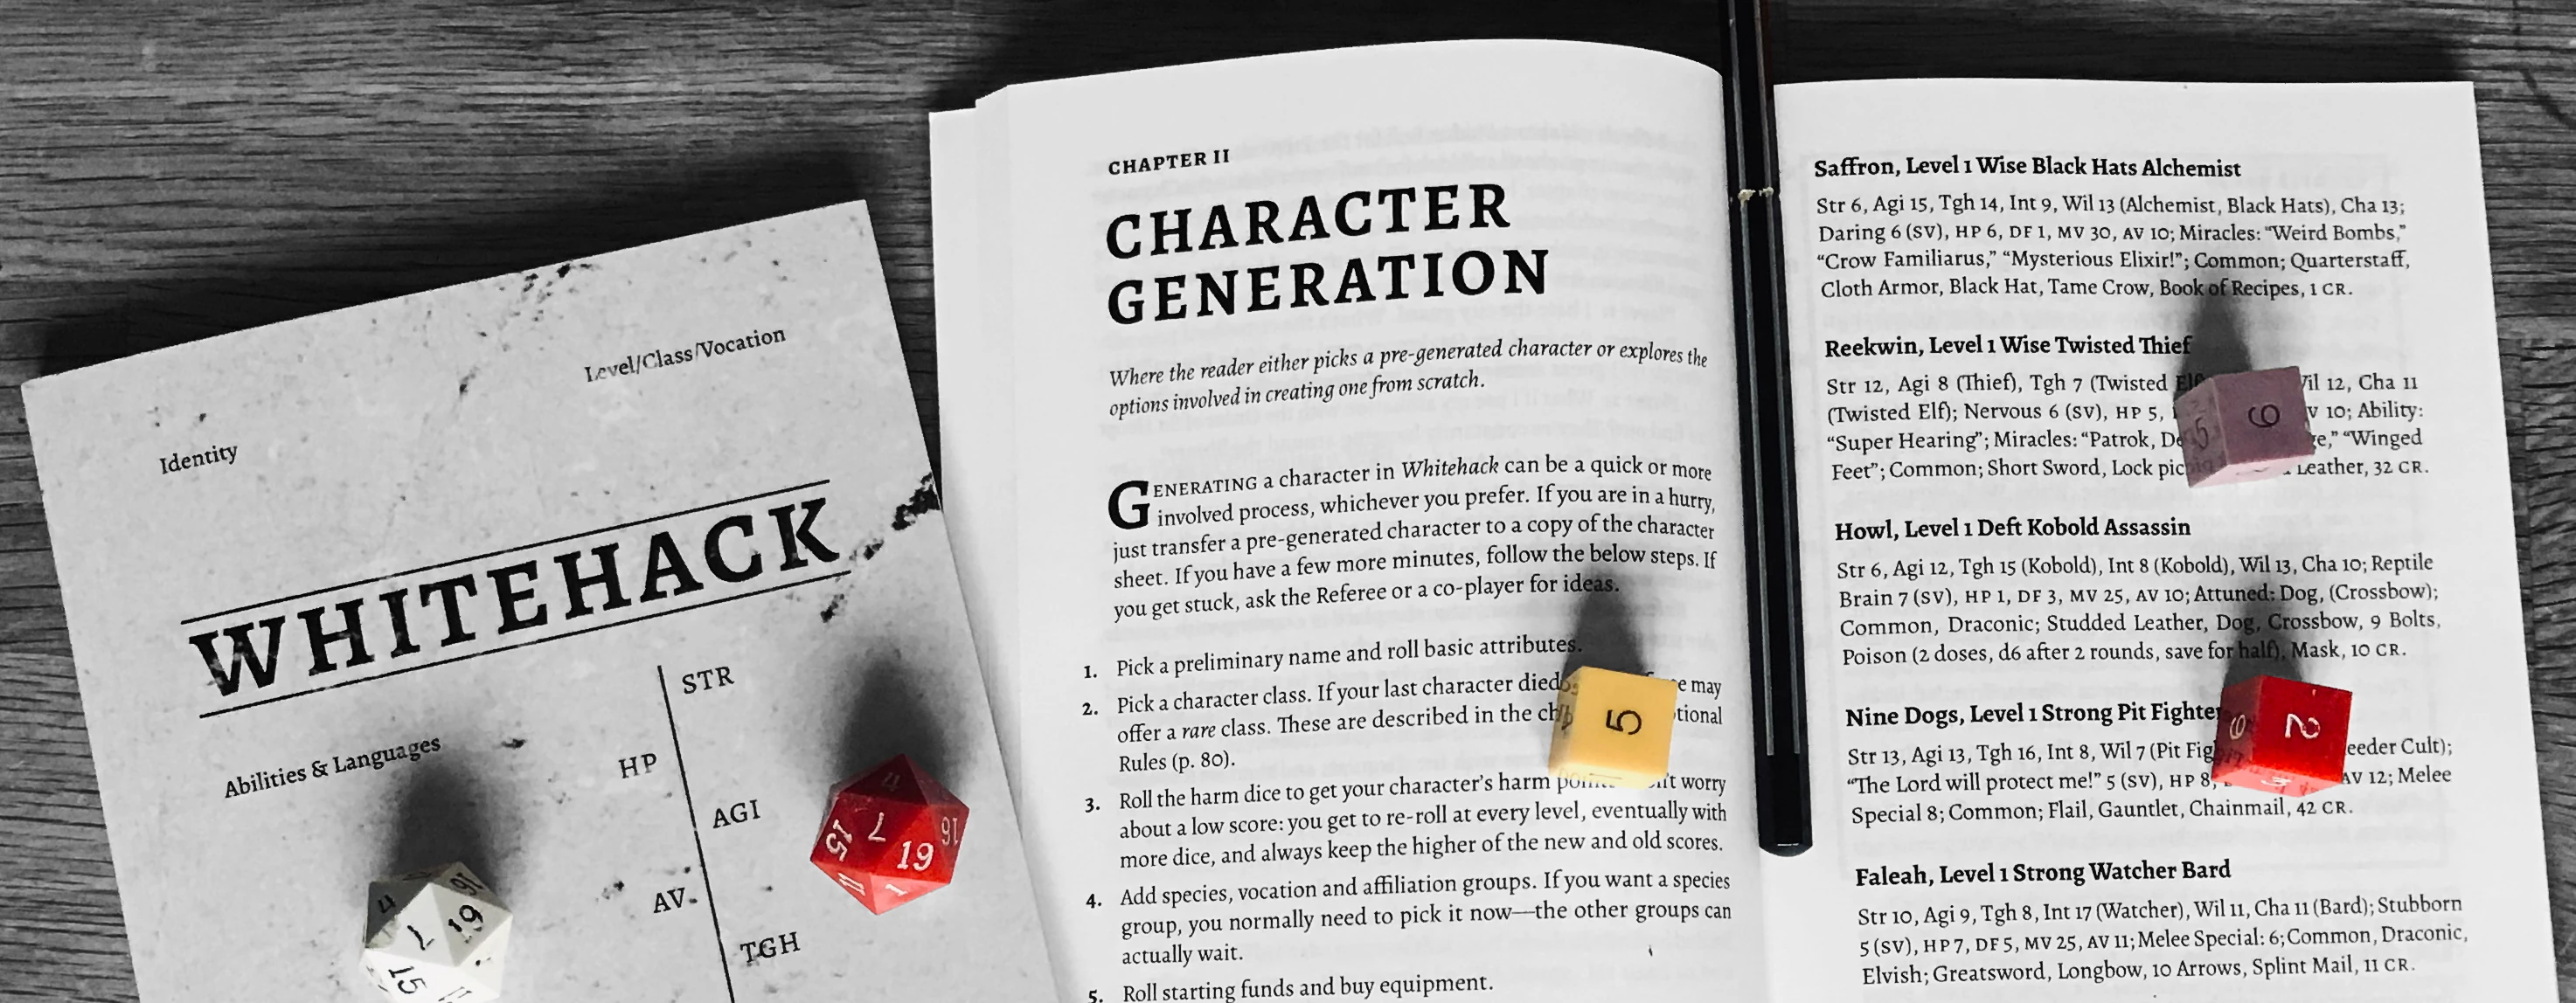 Level/Class/Vocation
Identity
WHITEHACK
Abilities & Languages
STR
HP
AGI
AV
TGH
7
19
15
16
11
1
19
16
7
15
CHAPTER II
CHARACTER
GENERATION
Where the reader either picks a pre-generated character or explores the
options involved in creating one from scratch.
GENERATING a character in Whitehack can be a quick or more
involved process, whichever you prefer. If you are in a hurry,
just transfer a pre-generated character to a copy of the character
sheet. If you have a few more minutes, follow the below steps. If
you get stuck, ask the Referee or a co-player for ideas.
1. Pick a preliminary name and roll basic attributes.
2. Pick a character class. If your last character died may
offer a rare class. These are described in the
Rules (p. 80).
3. Roll the harm dice to get your character's harm worry
about a low score: you get to re-roll at every level, eventually with
more dice, and always keep the higher of the new and old scores.
4. Add species, vocation and affiliation groups. If you want a species
group, you normally need to pick it now—the other groups can
actually wait.
5. Roll starting funds and buy equipment.
5
Saffron, Level 1 Wise Black Hats Alchemist
Str 6, Agi 15, Tgh 14, Int 9, Wil 13 (Alchemist, Black Hats), Cha 13;
Daring 6 (SV), HP 6, DF 1, MV 30, AV 10; Miracles: “Weird Bombs,”
“Crow Familiarus,” “Mysterious Elixir!”; Common; Quarterstaff,
Cloth Armor, Black Hat, Tame Crow, Book of Recipes, 1 CR.
Reekwin, Level 1 Wise Twisted Thief
Str 12, Agi 8 (Thief), Tgh 7 (Twisted 12, Cha 11
(Twisted Elf); Nervous 6 (SV), HP 5, 10; Ability:
“Super Hearing”; Miracles: “Patrok, “Winged
Feet”; Common; Short Sword, Lock Leather, 32 CR.
5 6
Howl, Level 1 Deft Kobold Assassin
Str 6, Agi 12, Tgh 15 (Kobold), Int 8 (Kobold), Wil 13, Cha 10; Reptile
Brain 7 (SV), HP 1, DF 3, MV 25, AV 10; Attuned: Dog, (Crossbow);
Common, Draconic; Studded Leather, Dog, Crossbow, 9 Bolts,
Poison (2 doses, d6 after 2 rounds, save for half), Mask, 10 CR.
Nine Dogs, Level 1 Strong Pit Fighter
Str 13, Agi 13, Tgh 16, Int 8, Wil 7 (Pit Cult);
“The Lord will protect me!” 5 (SV), HP 8, AV 12; Melee
Special 8; Common; Flail, Gauntlet, Chainmail, 42 CR.
6 2
Faleah, Level 1 Strong Watcher Bard
Str 10, Agi 9, Tgh 8, Int 17 (Watcher), Wil 11, Cha 11 (Bard); Stubborn
5 (SV), HP 7, DF 5, MV 25, AV 11; Melee Special: 6; Common, Draconic,
Elvish; Greatsword, Longbow, 10 Arrows, Splint Mail, 11 CR.